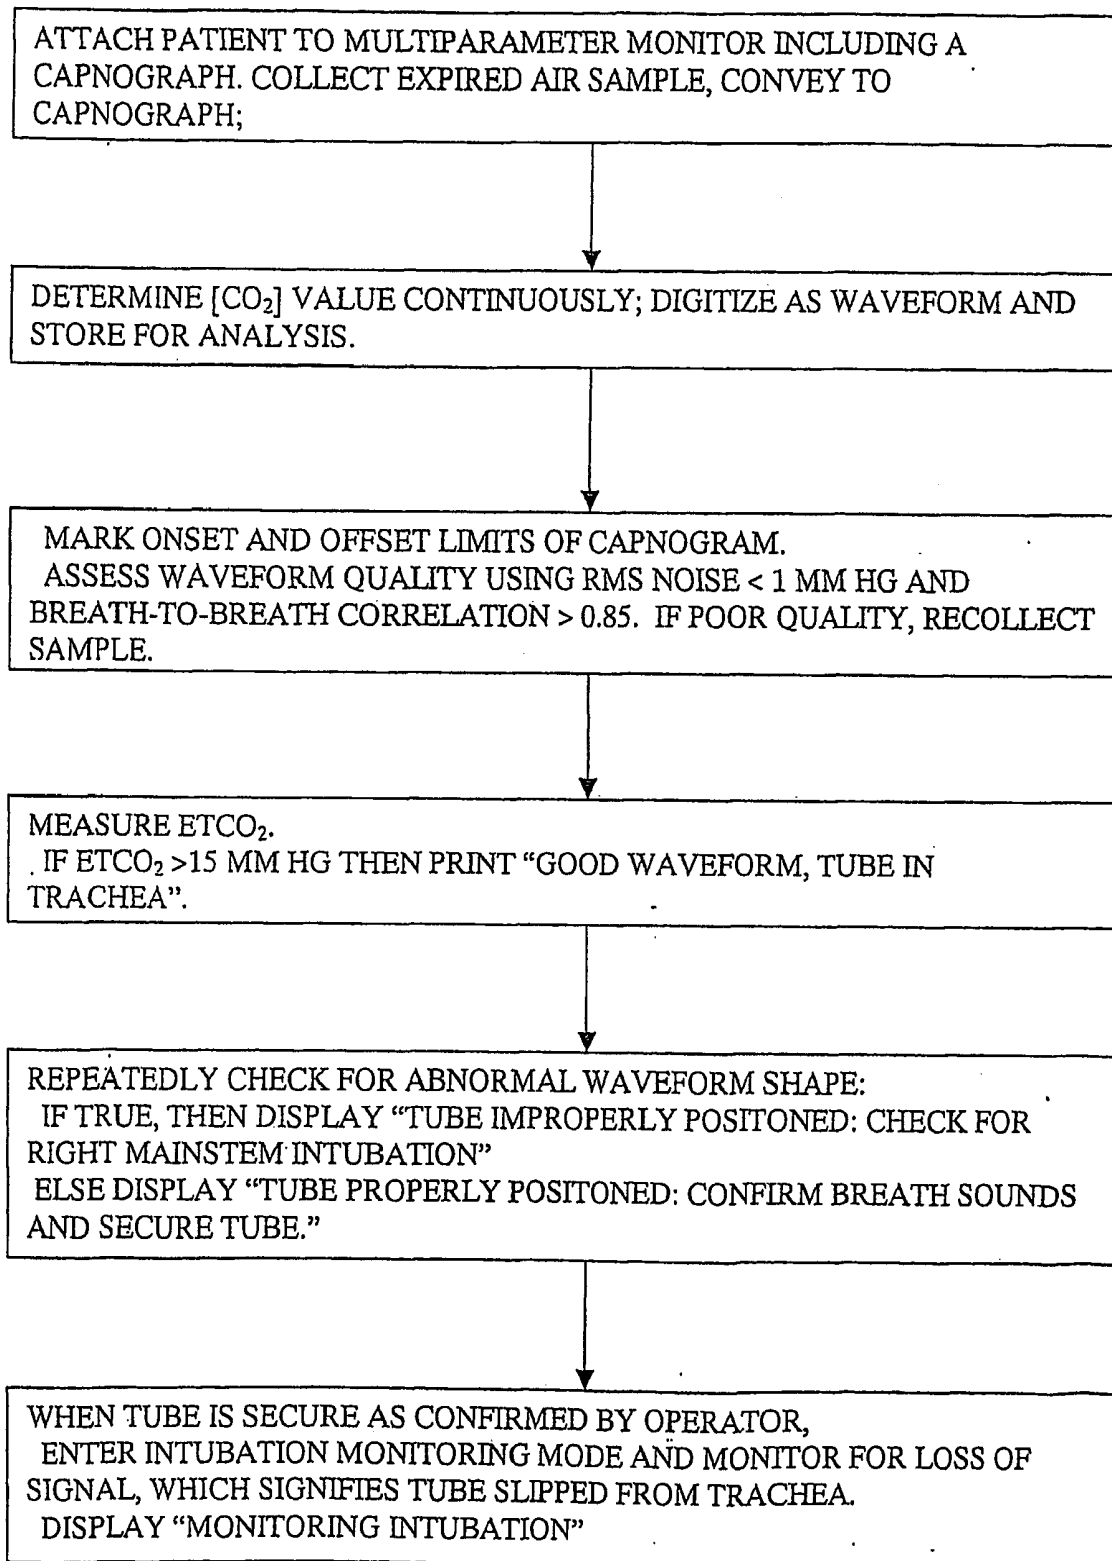 ATTACH PATIENT TO MULTIPARAMETER MONITOR INCLUDING A
CAPNOGRAPH. COLLECT EXPIRED AIR SAMPLE, CONVEY TO
CAPNOGRAPH;
DETERMINE [CO₂] VALUE CONTINUOUSLY; DIGITIZE AS WAVEFORM AND
STORE FOR ANALYSIS.
MARK ONSET AND OFFSET LIMITS OF CAPNOGRAM.
ASSESS WAVEFORM QUALITY USING RMS NOISE < 1 MM HG AND
BREATH-TO-BREATH CORRELATION > 0.85. IF POOR QUALITY, RECOLLECT
SAMPLE.
MEASURE ETCO₂.
IF ETCO₂ >15 MM HG THEN PRINT “GOOD WAVEFORM, TUBE IN
TRACHEA”.
REPEATEDLY CHECK FOR ABNORMAL WAVEFORM SHAPE:
IF TRUE, THEN DISPLAY “TUBE IMPROPERLY POSITONED: CHECK FOR
RIGHT MAINSTEM INTUBATION”
ELSE DISPLAY “TUBE PROPERLY POSITONED: CONFIRM BREATH SOUNDS
AND SECURE TUBE.”
WHEN TUBE IS SECURE AS CONFIRMED BY OPERATOR,
ENTER INTUBATION MONITORING MODE AND MONITOR FOR LOSS OF
SIGNAL, WHICH SIGNIFIES TUBE SLIPPED FROM TRACHEA.
DISPLAY “MONITORING INTUBATION”